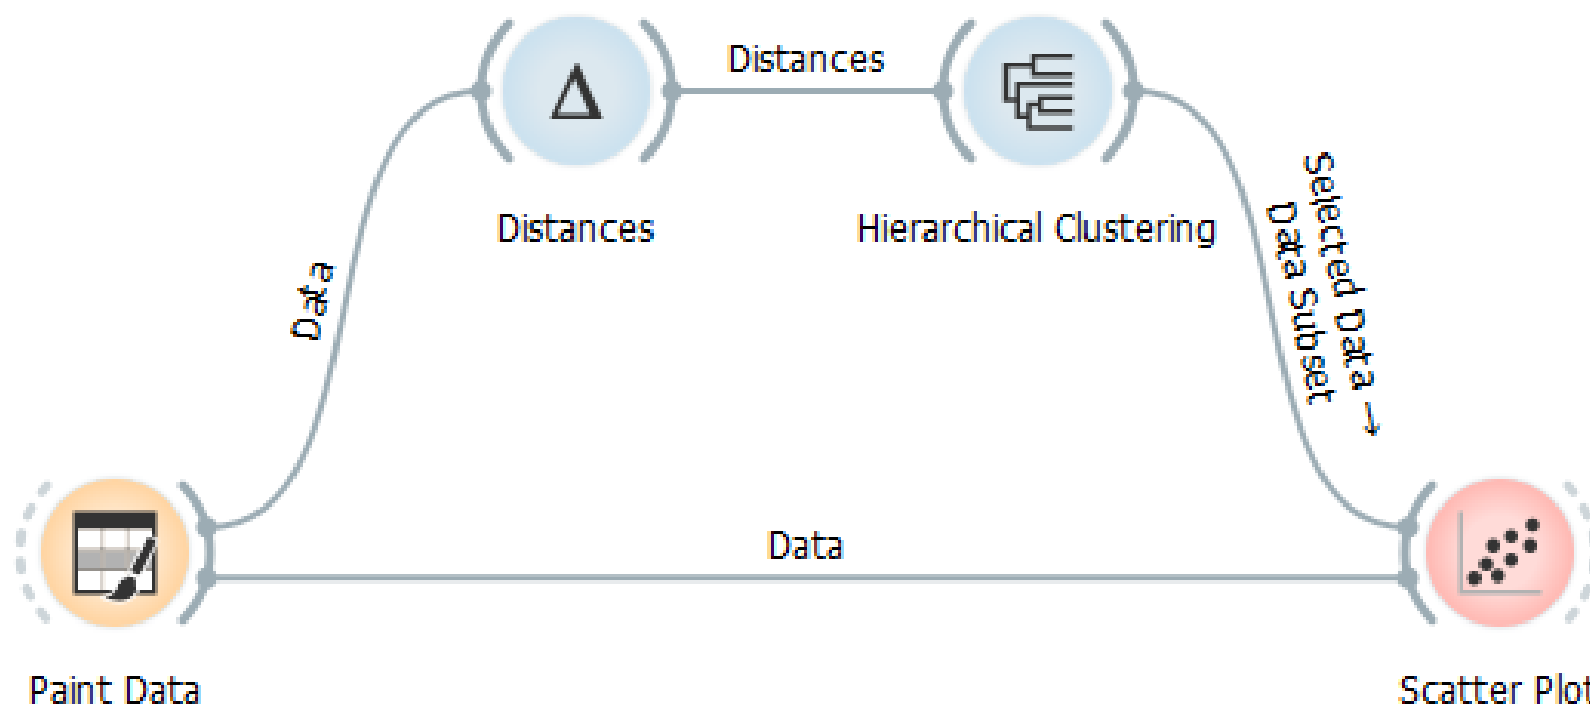 Distances
Distances
Hierarchical Clustering
Data
Selected Data →
Data Subset
Data
Paint Data
Scatter Plot